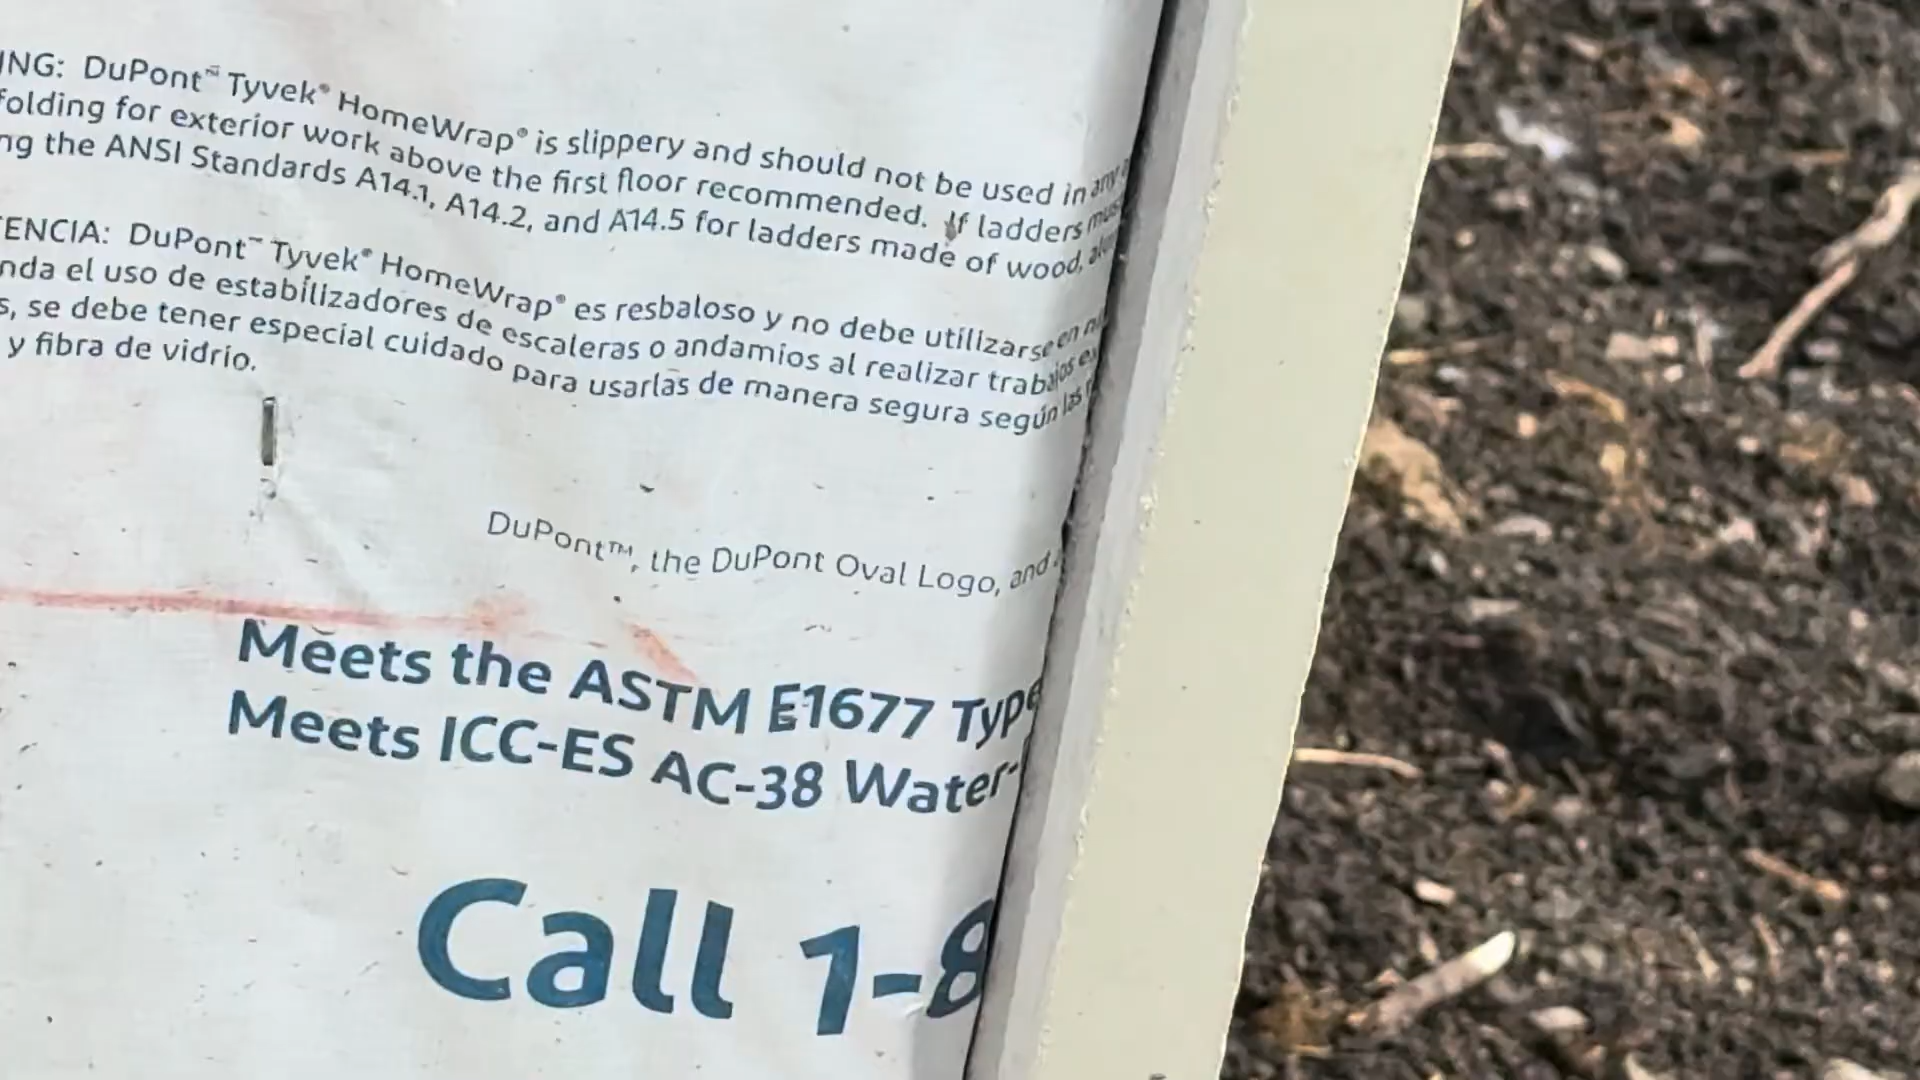 ING: DuPont™ Tyvek® HomeWrap® is slippery and should not be used in any
folding for exterior work above the first floor recommended. If ladders mus
ng the ANSI Standards A14.1, A14.2, and A14.5 for ladders made of wood, alu
ENCIA: DuPont™ Tyvek® HomeWrap® es resbaloso y no debe utilizarse en ni
nda el uso de estabilizadores de escaleras o andamios al realizar trabajos ex
s, se debe tener especial cuidado para usarlas de manera segura según las
y fibra de vidrio.
DuPont™, the DuPont Oval Logo, and
Meets the ASTM E1677 Type
Meets ICC-ES AC-38 Water-
Call 1-8